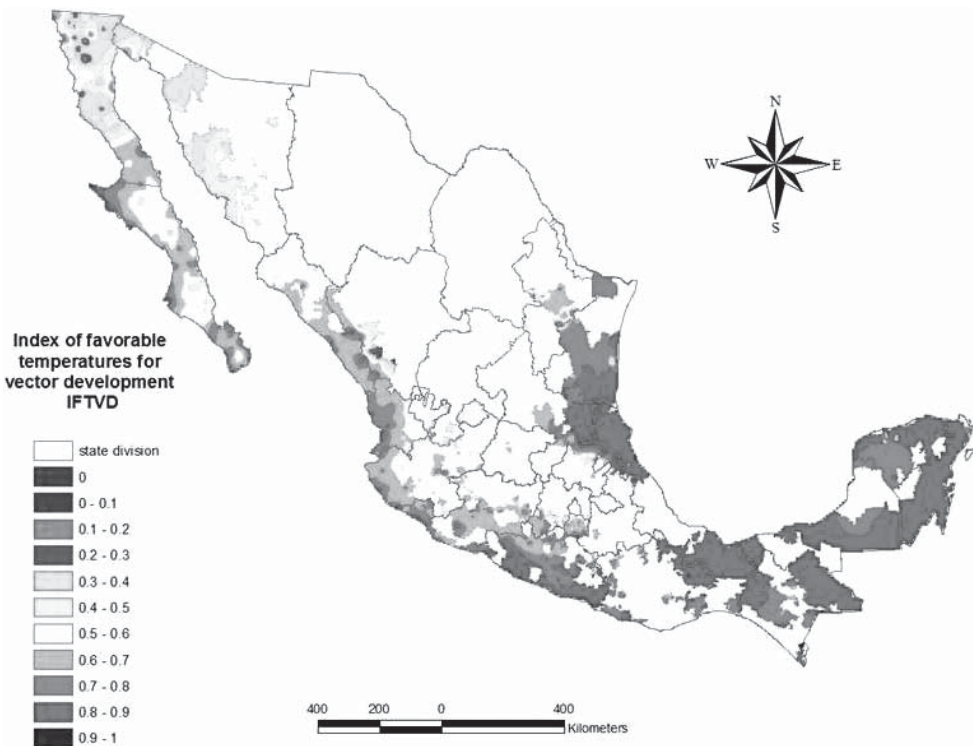 N
W
E
S
Index of favorable
temperatures for
vector development
IFTVD
state division
0
0 - 0.1
0.1 - 0.2
0.2 - 0.3
0.3 - 0.4
0.4 - 0.5
0.5 - 0.6
0.6 - 0.7
0.7 - 0.8
0.8 - 0.9
0.9 - 1
400 200 0 400
Kilometers